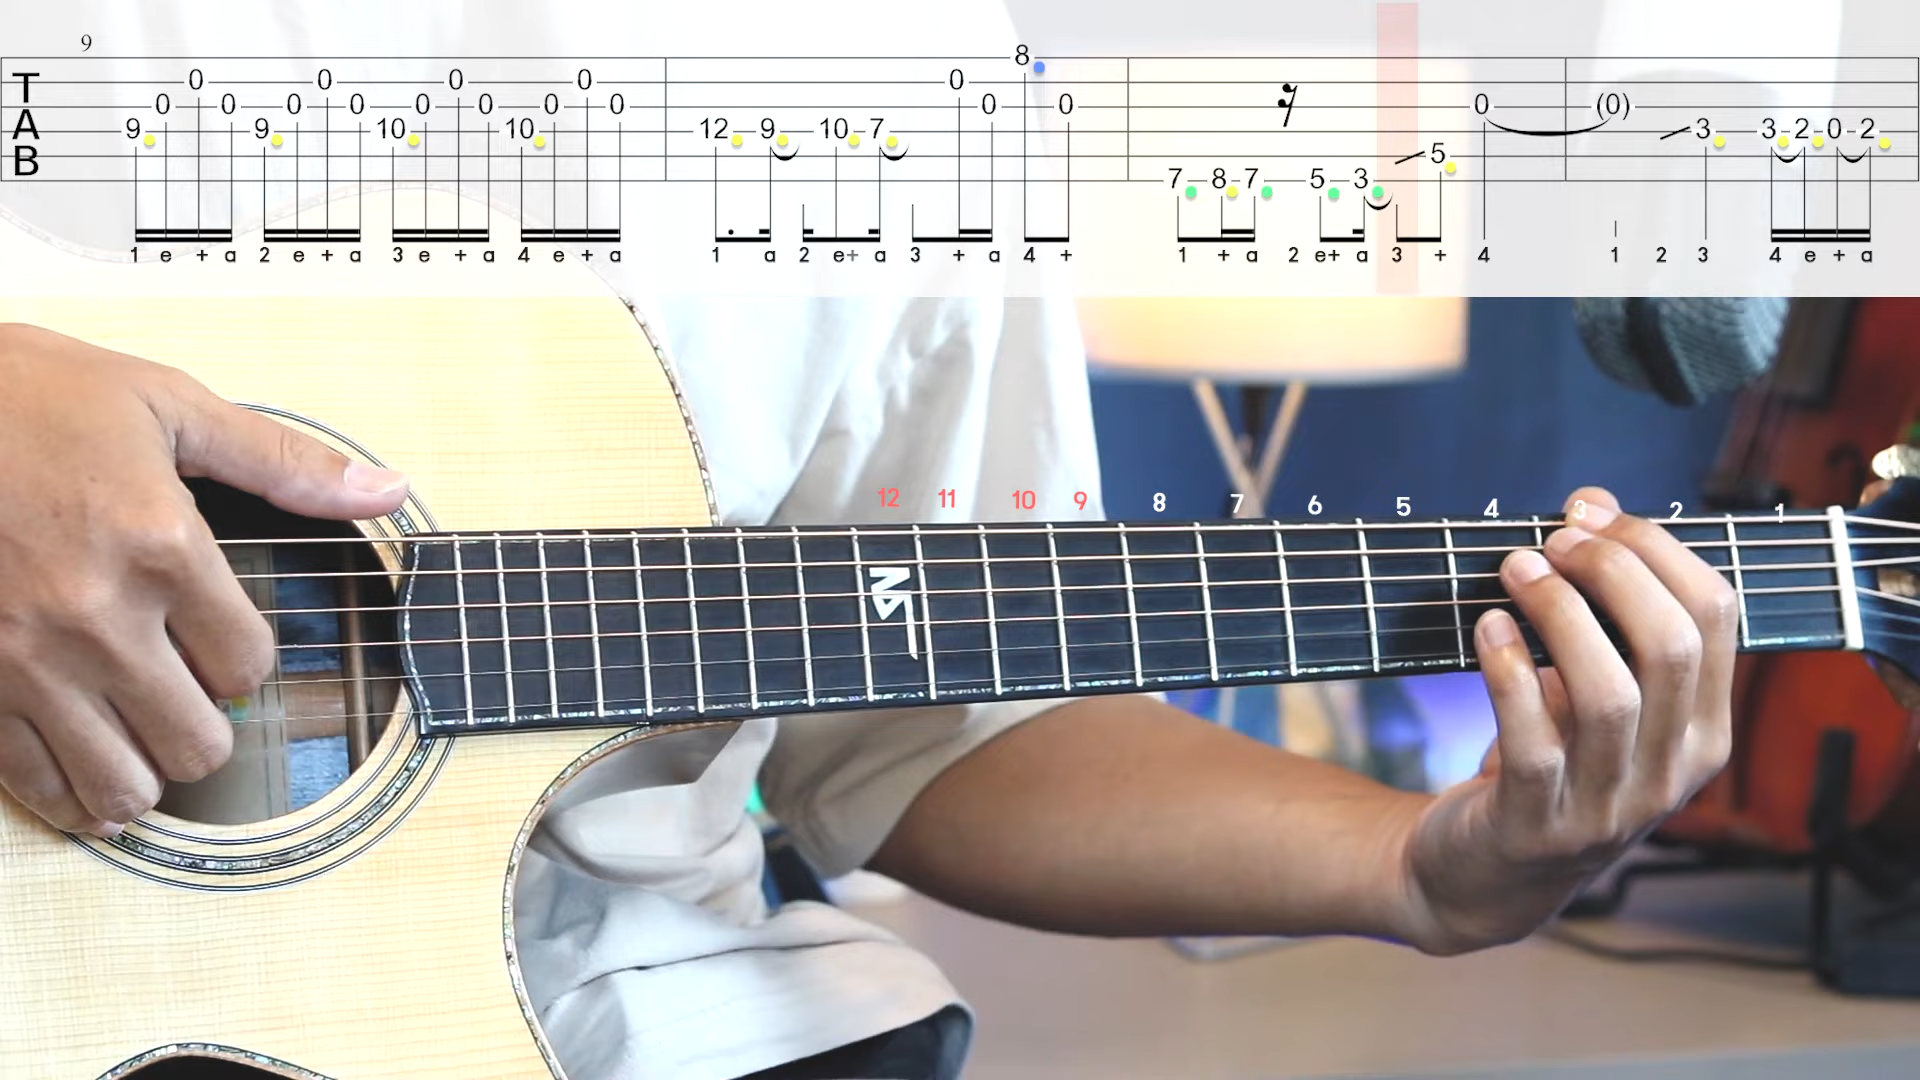 9
8
T 0 0 0 0 0
A 0 0 0 0 0 0 0 0 0 0 0 (0)
9 9 10 10 12 9 10 7 3 3 2 0 2
B 5
7 8 7 5 3
1 e + a 2 e + a 3 e + a 4 e + a 1 a 2 e+ a 3 + a 4 + 1 + a 2 e+ a 3 + 4 1 2 3 4 e + a
12 11 10 9 8 7 6 5 4 3 2 1